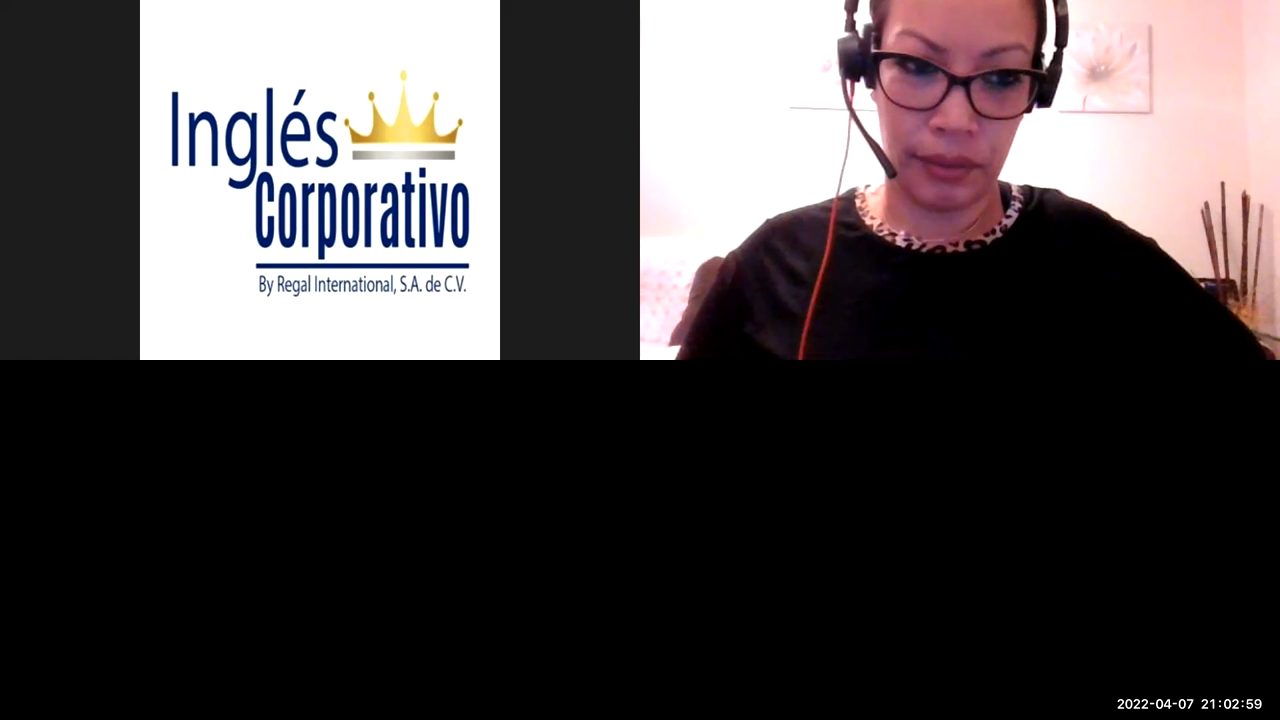 Inglés
Corporativo
By Regal International, S.A. de C.V.
2022-04-07 21:02:59